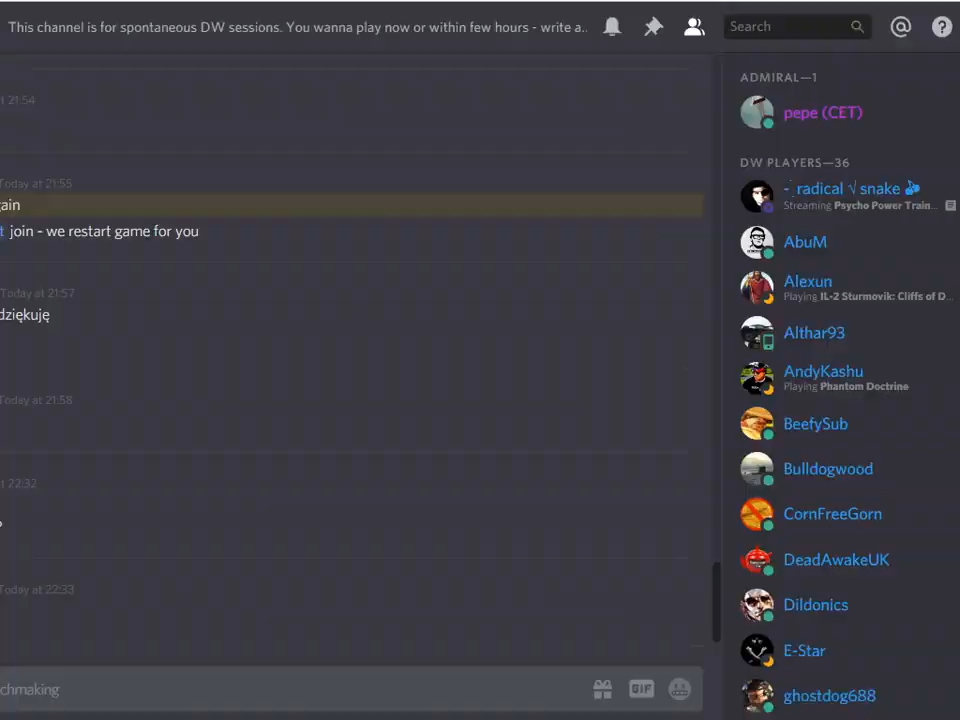 This channel is for spontaneous DW sessions. You wanna play now or within few hours - write a..
Search
t 21:54
Today at 21:55
gain
t join - we restart game for you
Today at 21:57
dziękuję
Today at 21:58
t 22:32
Today at 22:33
chmaking
GIF
ADMIRAL—1
pepe (CET)
DW PLAYERS—36
radical √ snake
Streaming Psycho Power Train...
AbuM
Alexun
Playing IL-2 Sturmovik: Cliffs of D...
Althar93
AndyKashu
Playing Phantom Doctrine
BeefySub
Bulldogwood
CornFreeGorn
DeadAwakeUK
Dildonics
E-Star
ghostdog688